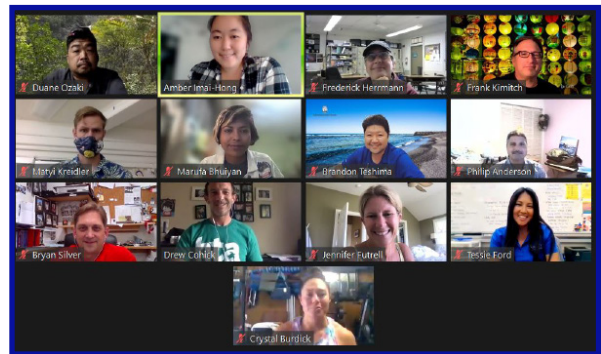 Duane Ozaki
Amber Imai-Hong
Frederick Herrmann
Frank Kimitch
Matyi Kreidler
Marufa Bhuiyan
Brandon Teshima
Philip Anderson
Bryan Silver
Drew Cohick
Jennifer Futrell
Tessie Ford
Crystal Burdick